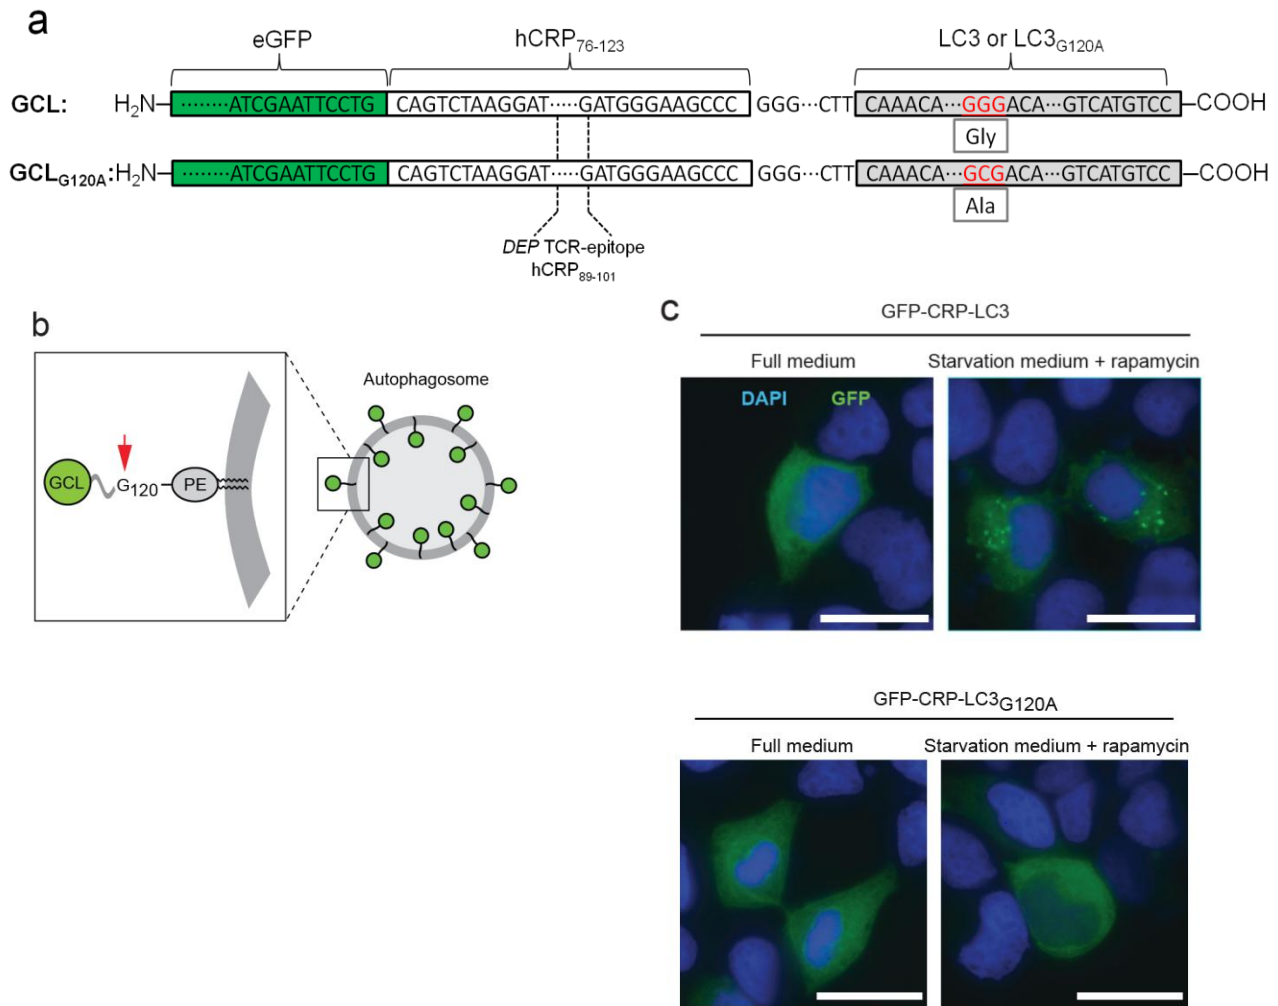 a
eGFP hCRP76-123 LC3 or LC3G120A
GCL: H2N- ········ATCGAATTCCTG CAGTCTAAGGAT·····GATGGGAAGCCC GGG···CTT CAAACA···GGGACA···GTCATGTCC -COOH
Gly
GCLG120A: H2N- ········ATCGAATTCCTG CAGTCTAAGGAT·····GATGGGAAGCCC GGG···CTT CAAACA···GCGACA···GTCATGTCC -COOH
Ala
DEP TCR-epitope
hCRP89-101
b
Autophagosome
GCL G120 PE
c
GFP-CRP-LC3
Full medium Starvation medium + rapamycin
DAPI GFP
GFP-CRP-LC3G120A
Full medium Starvation medium + rapamycin